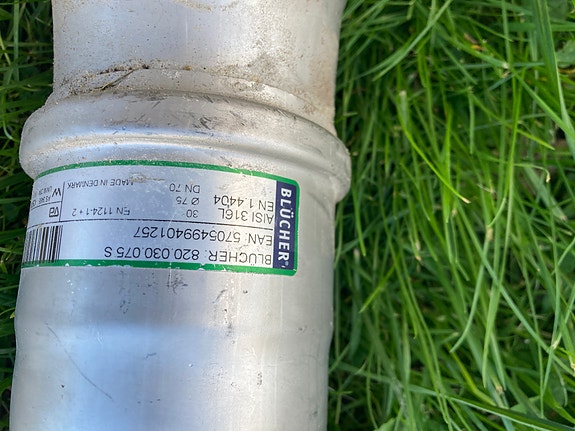 BLÜCHER®
BLÜCHER: 820.030.075 S
EAN: 5705499401257
AISI 316L 30
EN 1.4404 Ø 75
DN 70
EN 1124-1 + 2
MADE IN DENMARK